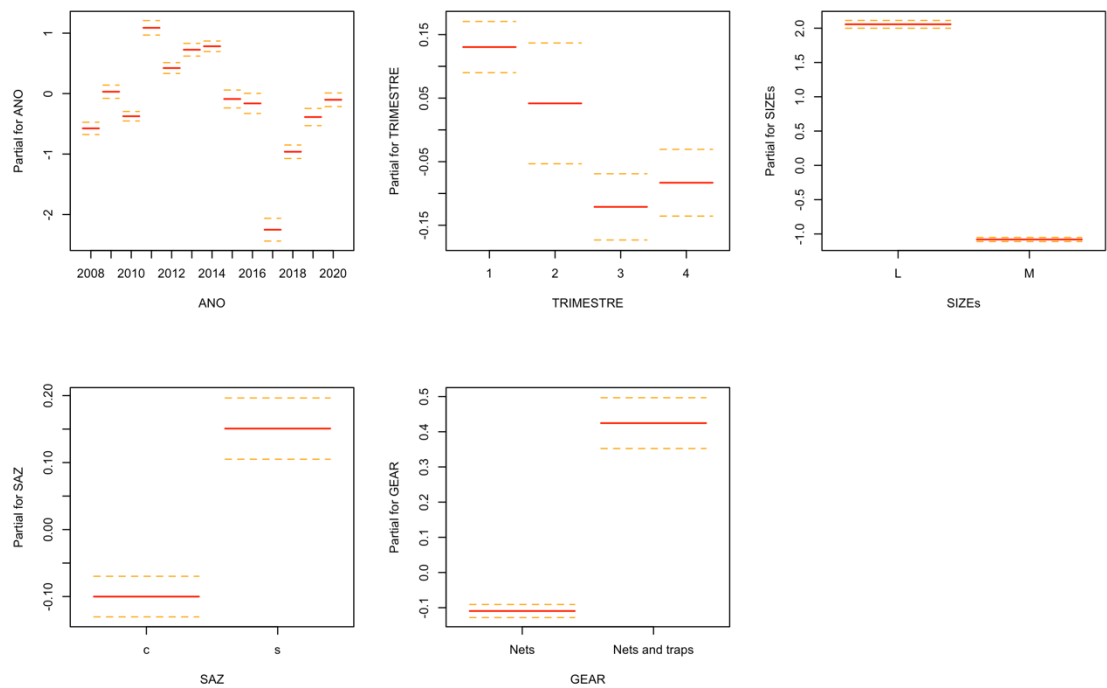 Partial for ANO
1
0
-1
-2
2008 2010 2012 2014 2016 2018 2020
ANO
Partial for TRIMESTRE
0.15
0.05
-0.05
-0.15
1 2 3 4
TRIMESTRE
Partial for SIZEs
2.0
1.5
1.0
0.5
0.0
-0.5
-1.0
L M
SIZEs
Partial for SAZ
0.20
0.10
0.00
-0.10
c s
SAZ
Partial for GEAR
0.5
0.4
0.3
0.2
0.0
-0.1
Nets Nets and traps
GEAR